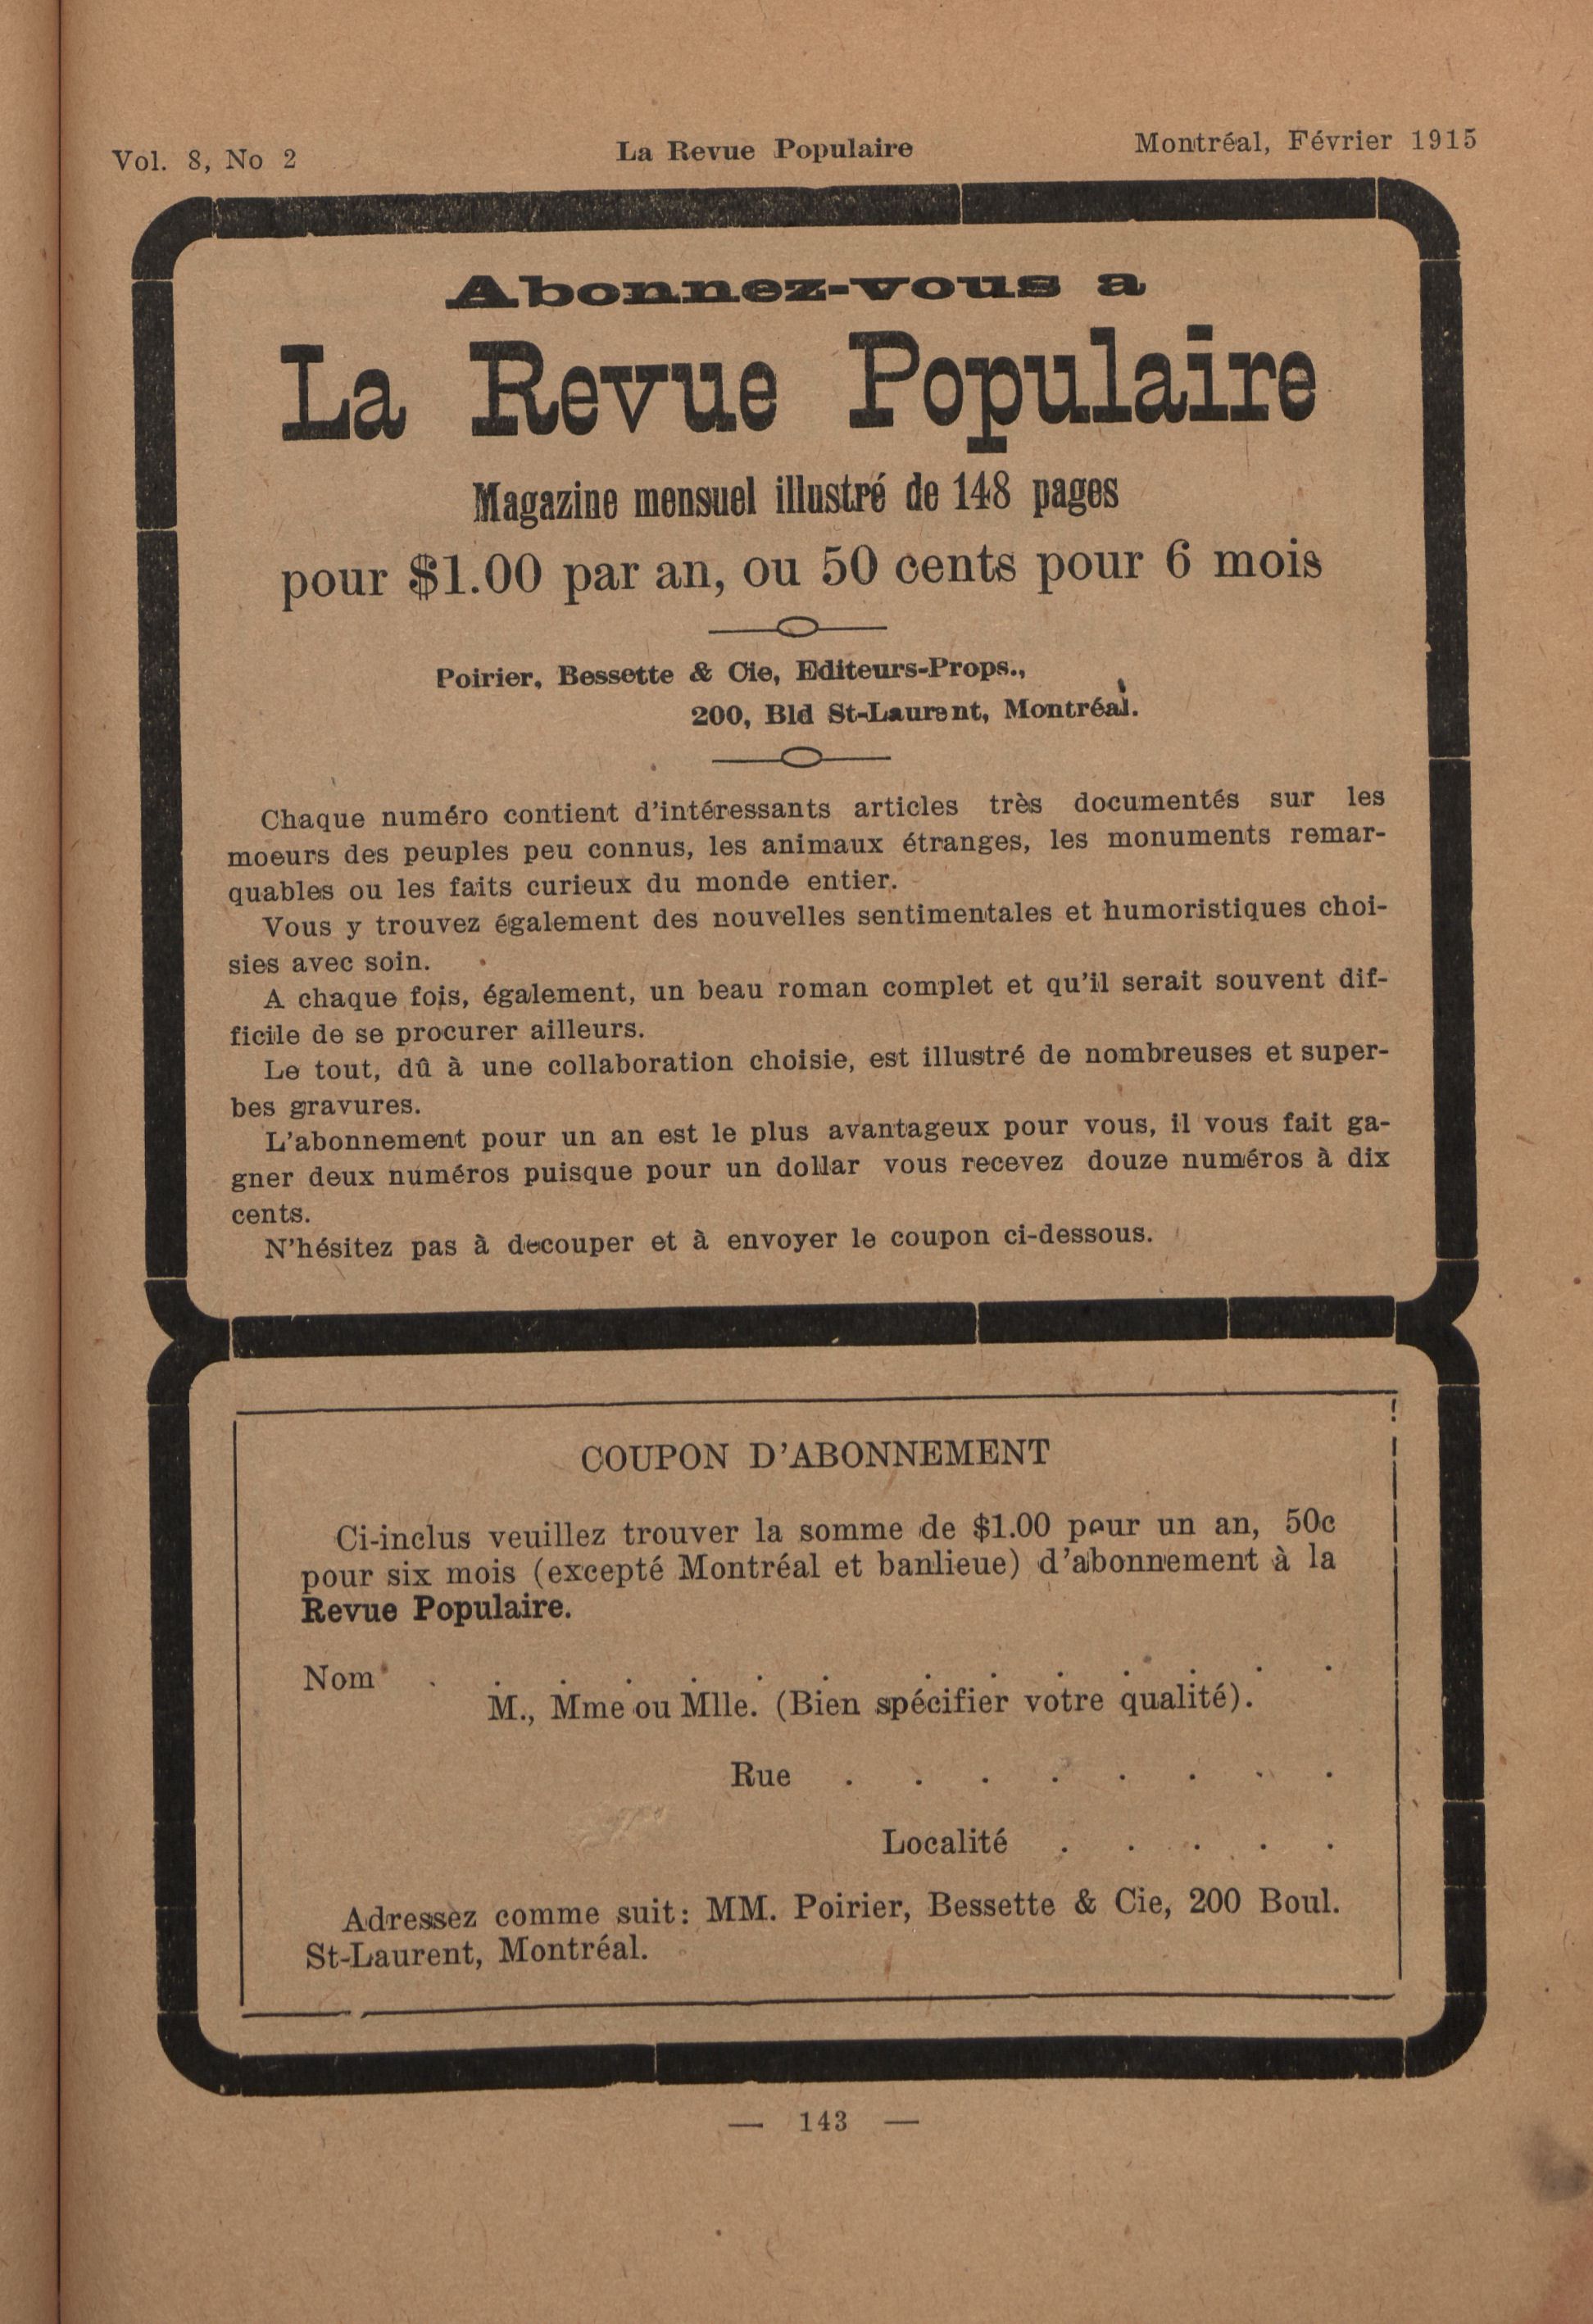 Vol. 8, No 2 La Revue Populaire Montréal, Février 1915
Abonnez-vous a
La Revue Populaire
Magazine mensuel illustré de 148 pages
pour $1.00 par an, ou 50 cents pour 6 mois
Poirier, Bessette & Cie, Editeurs-Props.,
200, Bld St-Laurent, Montréal.
Chaque numéro contient d'intéressants articles très documentés sur les
moeurs des peuples peu connus, les animaux étranges, les monuments remar-
quables ou les faits curieux du monde entier.
Vous y trouvez également des nouvelles sentimentales et humoristiques choi-
sies avec soin.
A chaque fois, également, un beau roman complet et qu'il serait souvent dif-
ficile de se procurer ailleurs.
Le tout, dû à une collaboration choisie, est illustré de nombreuses et super-
bes gravures.
L'abonnement pour un an est le plus avantageux pour vous, il vous fait ga-
gner deux numéros puisque pour un dollar vous recevez douze numéros à dix
cents.
N'hésitez pas à decouper et à envoyer le coupon ci-dessous.
COUPON D'ABONNEMENT
Ci-inclus veuillez trouver la somme de $1.00 pour un an, 50c
pour six mois (excepté Montréal et banlieue) d'abonnement à la
Revue Populaire.
Nom . . . . . . . . . . . . . .
M., Mme ou Mlle. (Bien spécifier votre qualité).
Rue . . . . . . . .
Localité . . . . .
Adressez comme suit: MM. Poirier, Bessette & Cie, 200 Boul.
St-Laurent, Montréal.
— 143 —